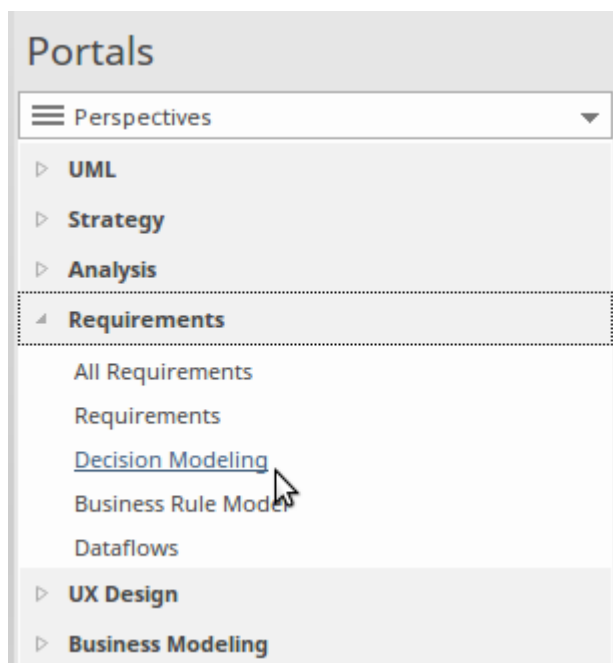 Portals
Perspectives
UML
Strategy
Analysis
Requirements
All Requirements
Requirements
Decision Modeling
Business Rule Model
Dataflows
UX Design
Business Modeling